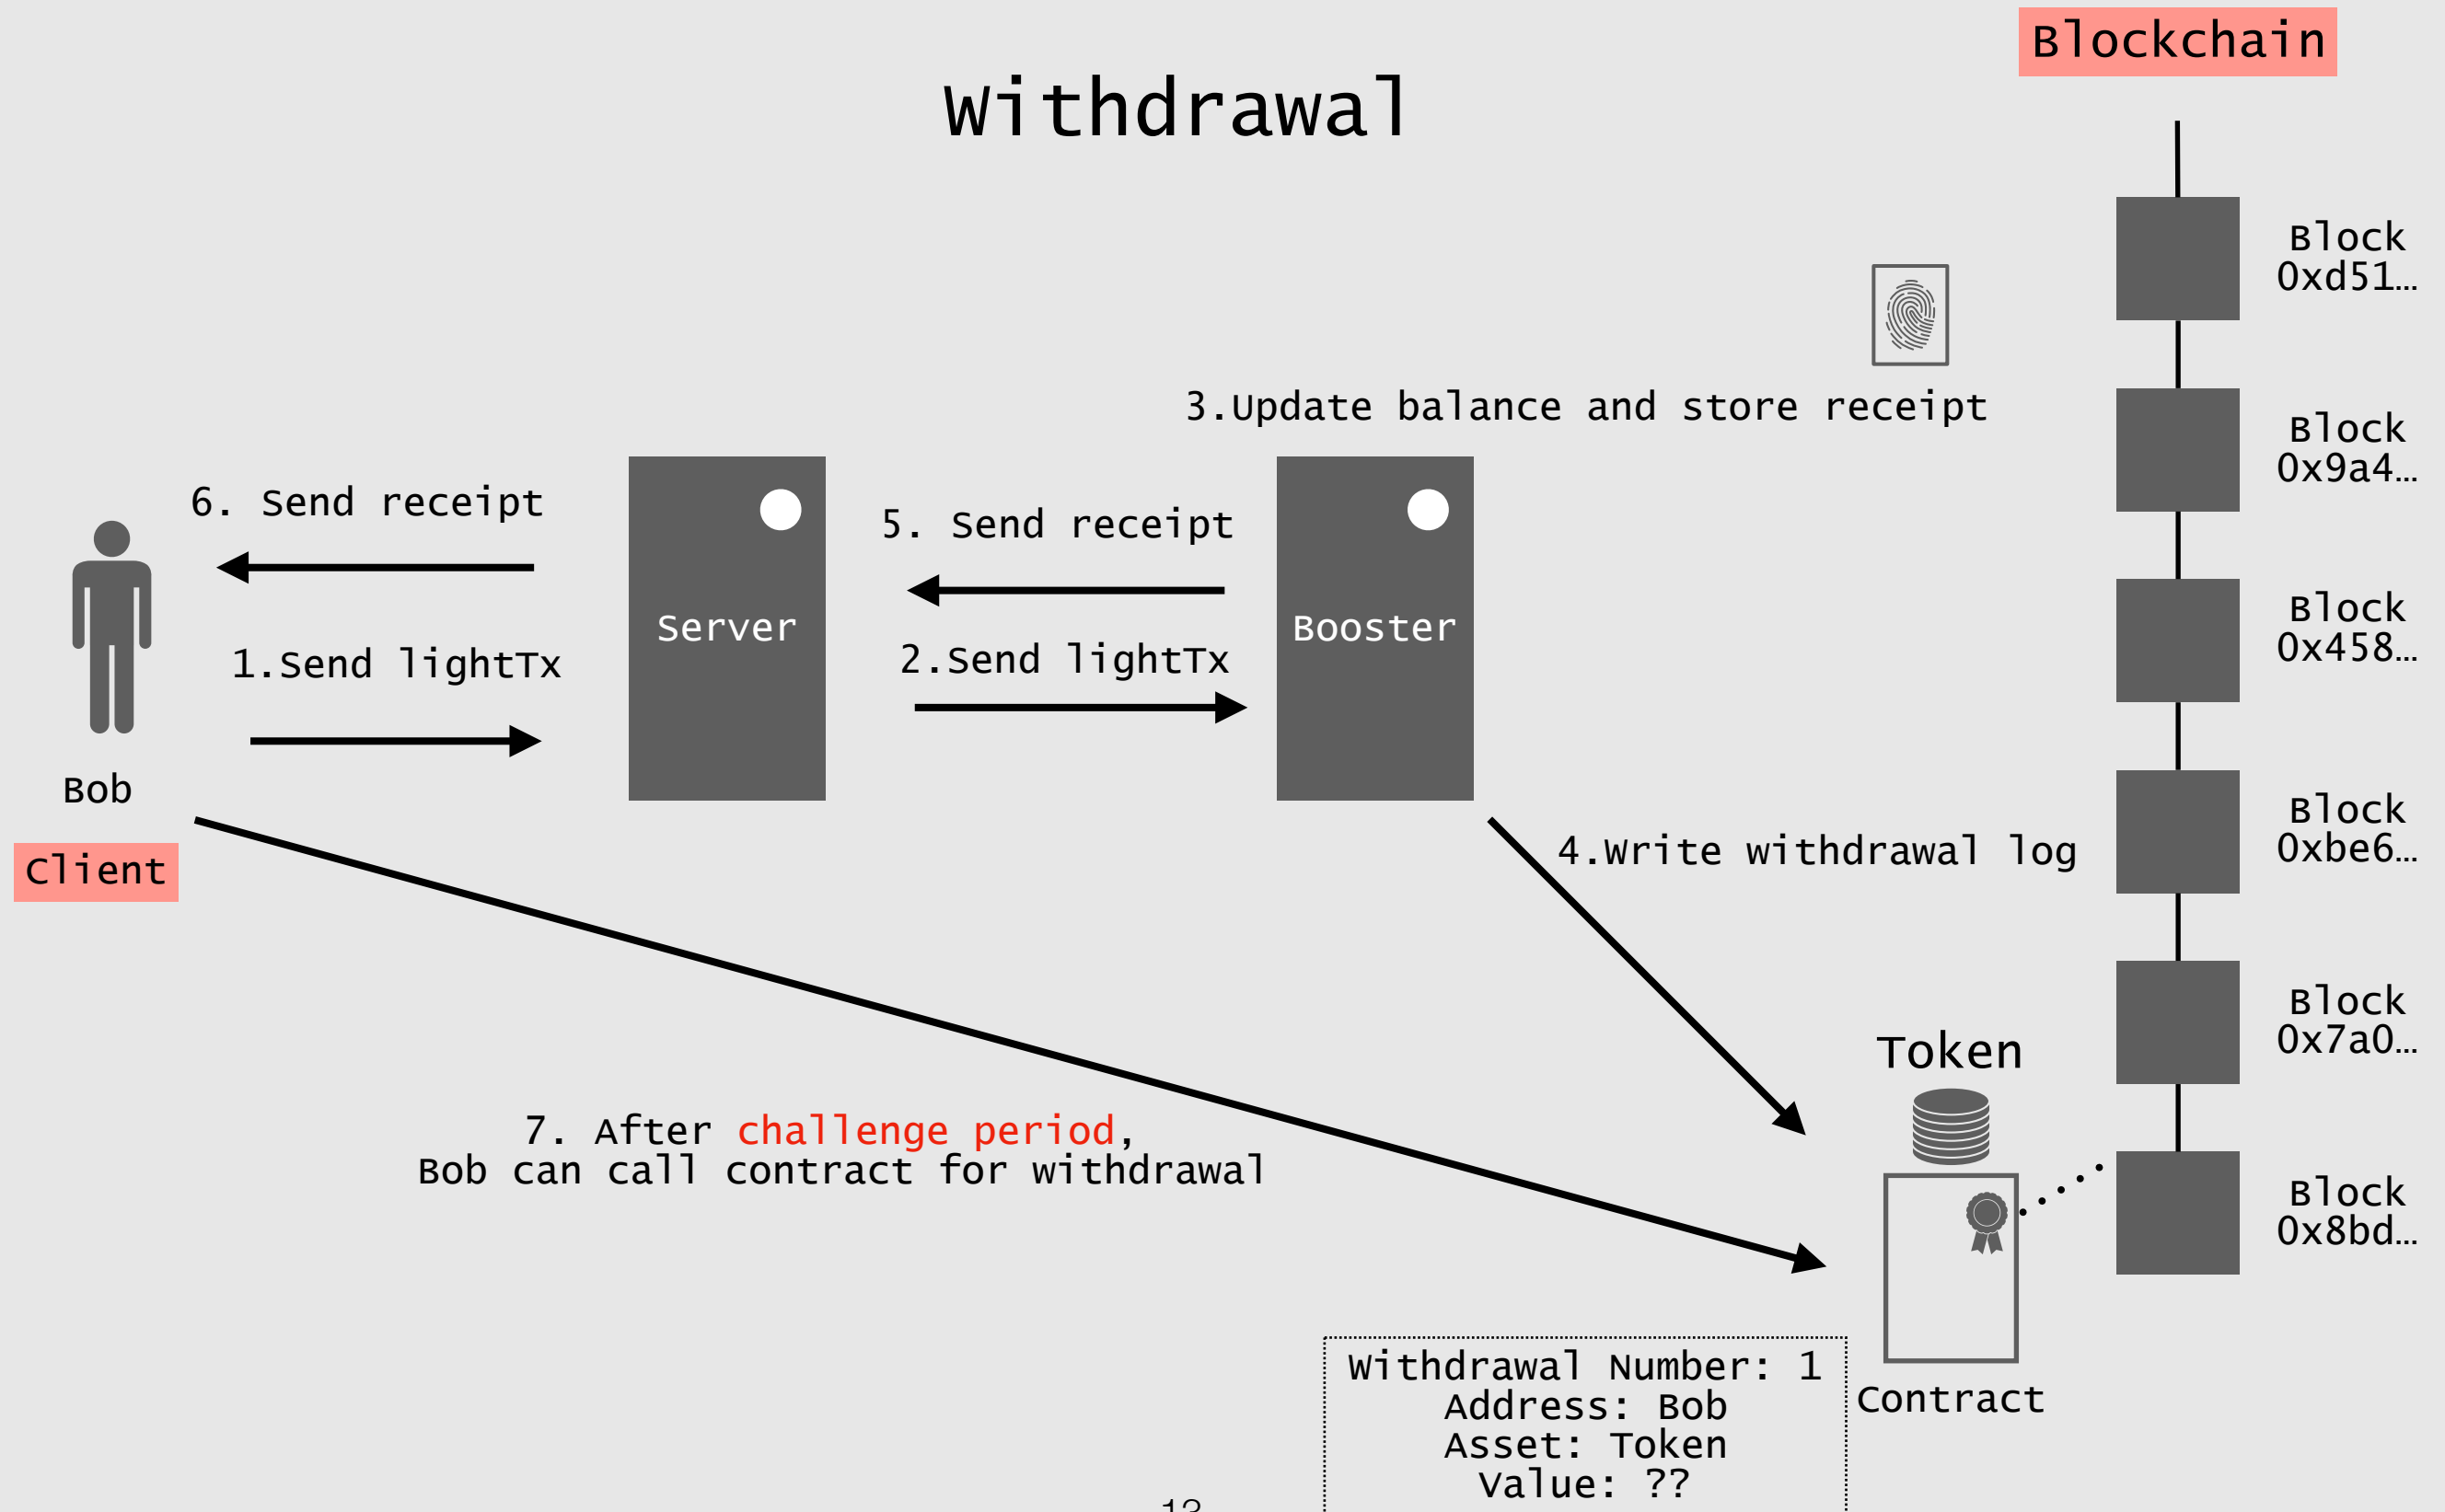 Blockchain
Withdrawal
Block
0xd51…
3.Update balance and store receipt
Block
0x9a4…
6. Send receipt
5. Send receipt
Server
Booster
1.Send lightTx
2.Send lightTx
Block
0x458…
Bob
Client
4.Write withdrawal log
Block
0xbe6…
Block
0x7a0…
Token
7. After challenge period,
Bob can call contract for withdrawal
Block
0x8bd…
Contract
Withdrawal Number: 1
Address: Bob
Asset: Token
Value: ??